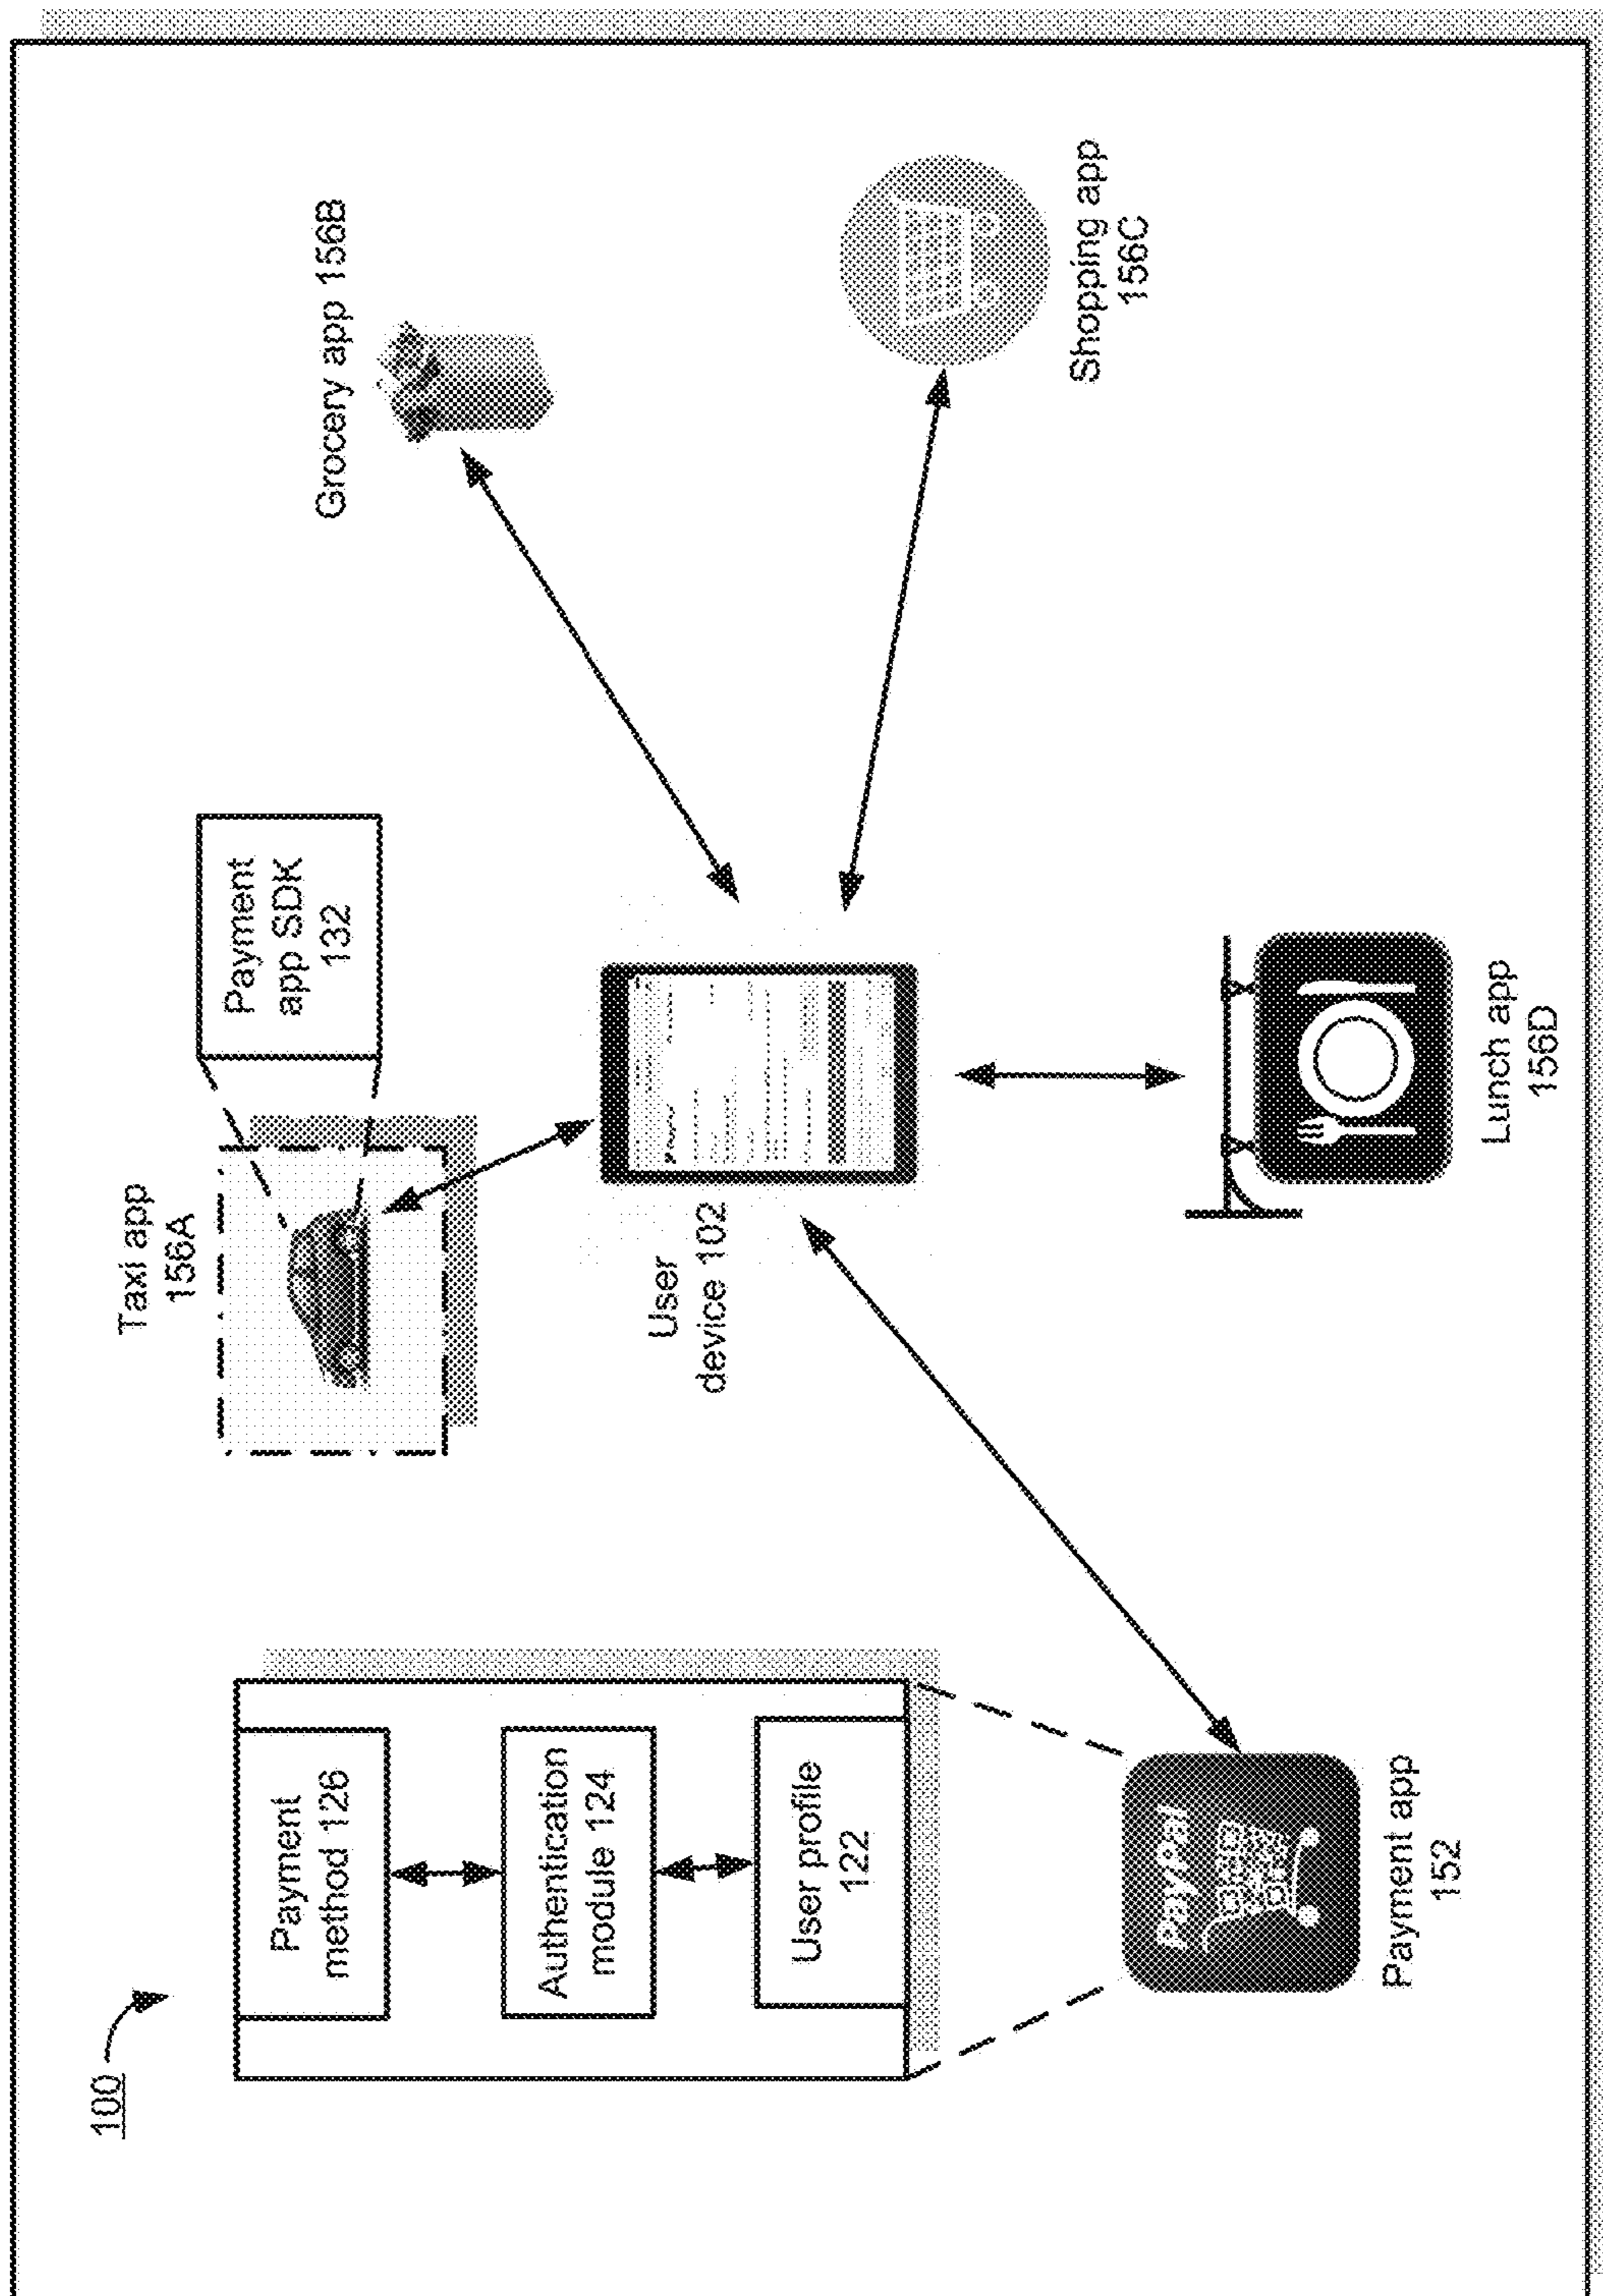 100
Payment
method 126
Authentication
module 124
User profile
122
PayPal
Payment app
152
Taxi app
156A
Payment
app SDK
132
User
device 102
Lunch app
156D
Grocery app 156B
Shopping app
156C